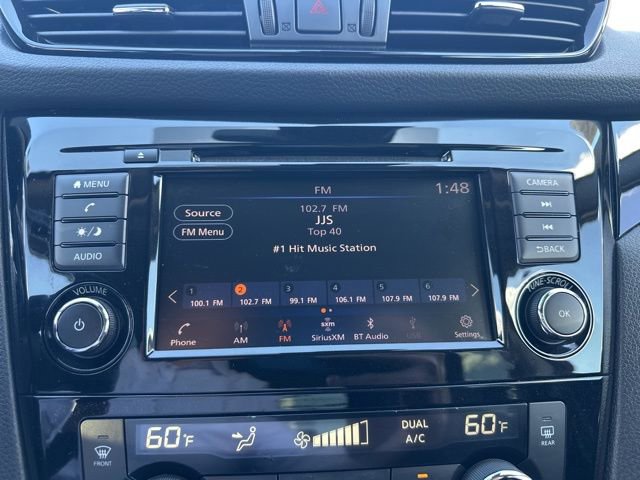 FM 1:48
MENU
CAMERA
Source
102.7 FM
JJS
FM Menu
Top 40
#1 Hit Music Station
AUDIO
BACK
1 2 3 4 5 6
100.1 FM 102.7 FM 99.1 FM 106.1 FM 107.9 FM 107.9 FM
VOLUME
TUNE·SCROLL
OK
sxm
Phone AM FM SiriusXM BT Audio USB Settings
60°F
DUAL
A/C
60°F
FRONT
REAR